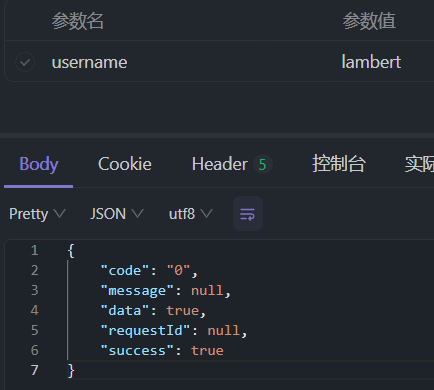 参数名 参数值
username lambert
Body Cookie Header 5 控制台 实际
Pretty JSON utf8
1 {
2 "code": "0",
3 "message": null,
4 "data": true,
5 "requestId": null,
6 "success": true
7 }